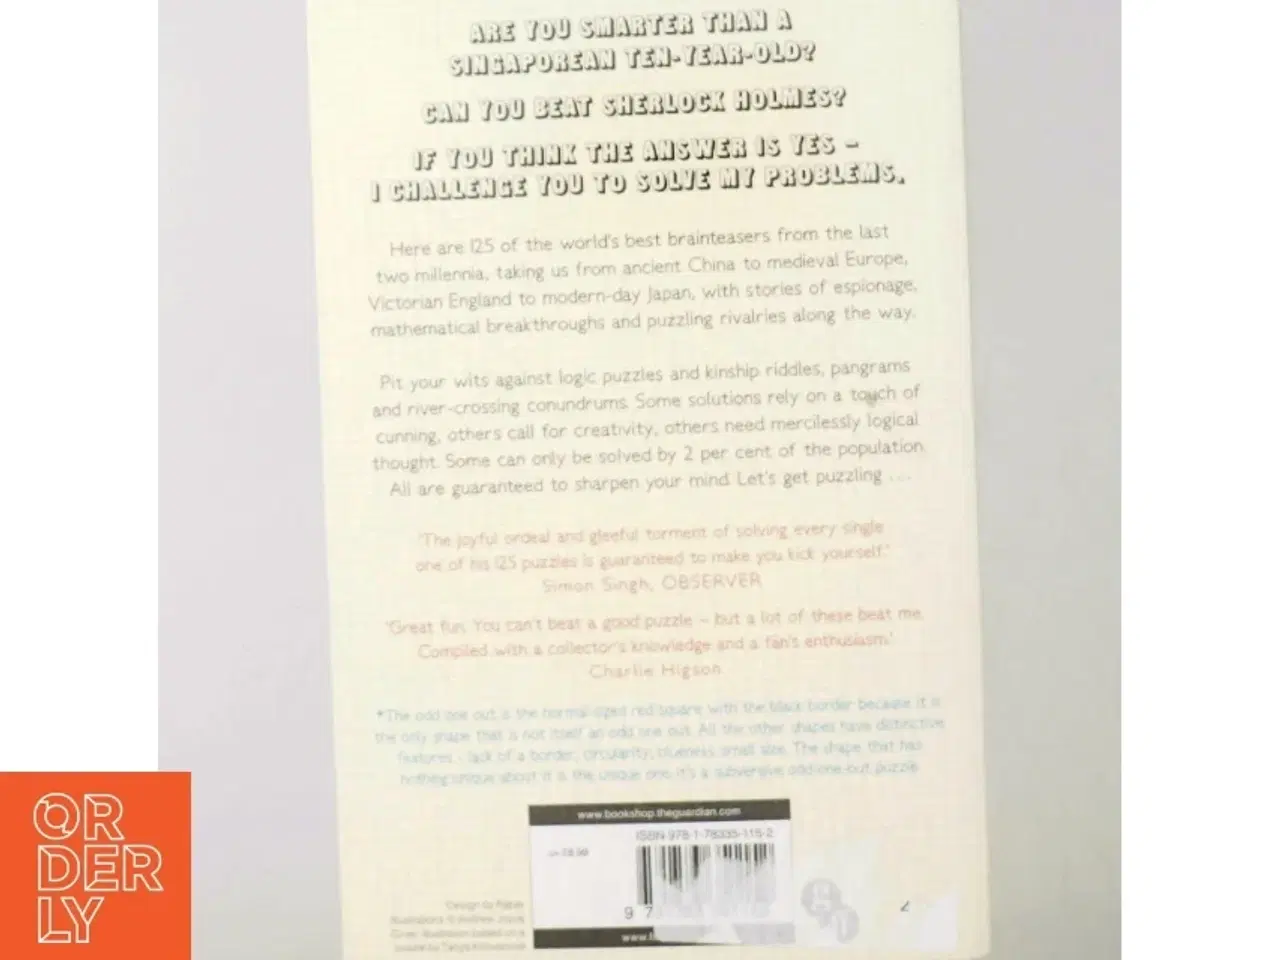 ARE YOU SMARTER THAN A
SINGAPOREAN TEN-YEAR-OLD?
CAN YOU BEAT SHERLOCK HOLMES?
IF YOU THINK THE ANSWER IS YES –
I CHALLENGE YOU TO SOLVE MY PROBLEMS.
Here are 125 of the world's best brainteasers from the last
two millennia, taking us from ancient China to medieval Europe,
Victorian England to modern-day Japan, with stories of espionage,
mathematical breakthroughs and puzzling rivalries along the way.
Pit your wits against logic puzzles and kinship riddles, pangrams
and river-crossing conundrums. Some solutions rely on a touch of
cunning, others call for creativity, others need mercilessly logical
thought. Some can only be solved by 2 per cent of the population.
All are guaranteed to sharpen your mind. Let's get puzzling ...
'The joyful ordeal and gleeful torment of solving every single
one of his 125 puzzles is guaranteed to make you kick yourself.'
Simon Singh, OBSERVER
'Great fun. You can't beat a good puzzle – but a lot of these beat me.
Compiled with a collector's knowledge and a fan's enthusiasm.'
Charlie Higson
*The odd one out is the normal-sized red square with the black border because it is
the only shape that is not itself an odd one out. All the other shapes have distinctive
features - lack of a border, circularity, blueness, small size. The shape that has
nothing unique about it is the unique one: it's a subversive odd-one-out puzzle.
www.bookshop.theguardian.com
ISBN 978-1-78335-115-2
9 7
Design by
Illustrations © Andrew
www.
OR
DER
LY